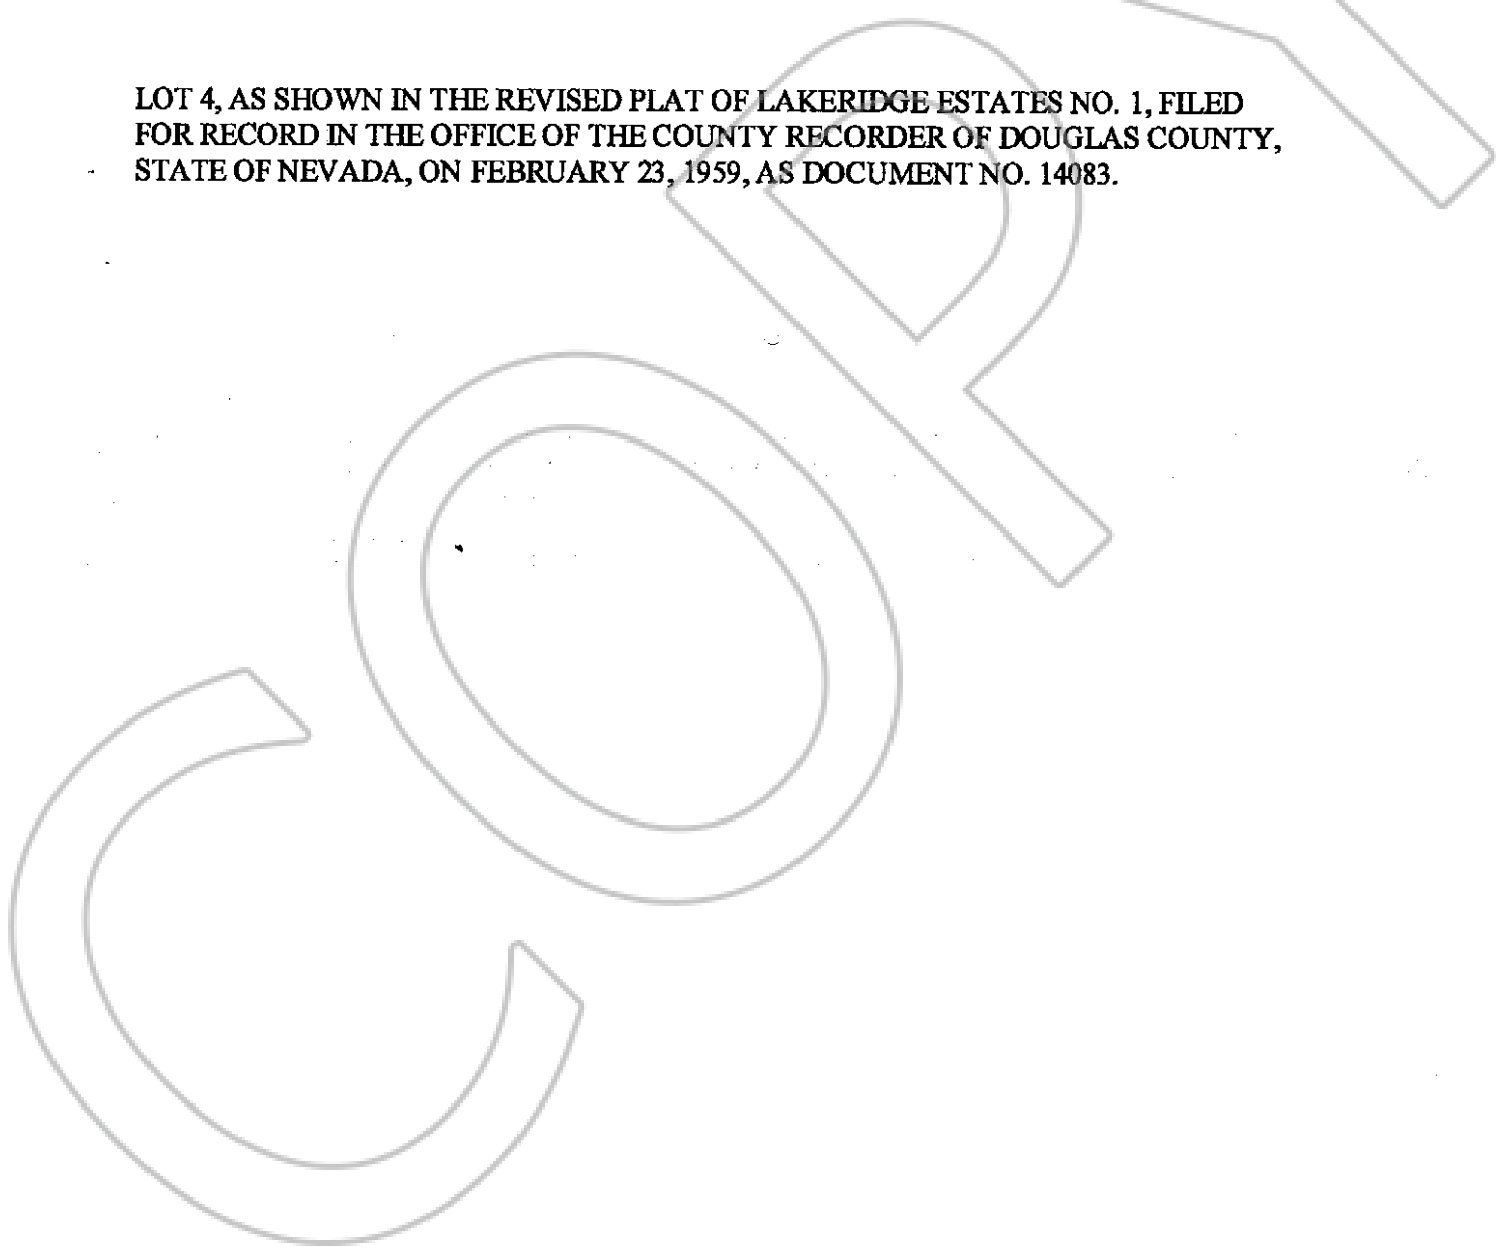 LOT 4, AS SHOWN IN THE REVISED PLAT OF LAKERIDGE ESTATES NO. 1, FILED
FOR RECORD IN THE OFFICE OF THE COUNTY RECORDER OF DOUGLAS COUNTY,
STATE OF NEVADA, ON FEBRUARY 23, 1959, AS DOCUMENT NO. 14083.
COPY